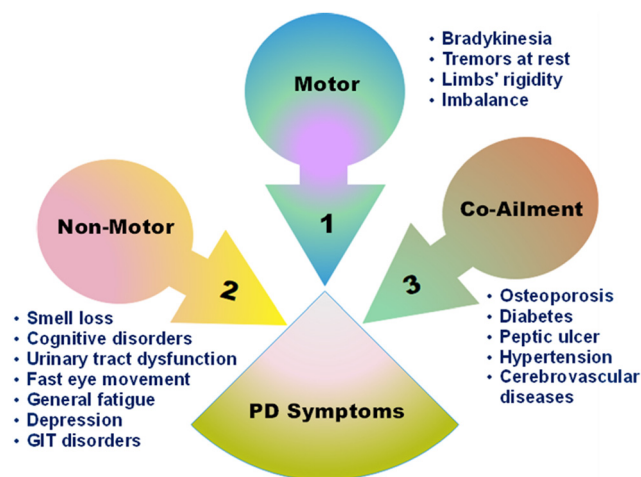 Motor
1
• Bradykinesia
• Tremors at rest
• Limbs' rigidity
• Imbalance
Non-Motor
2
• Smell loss
• Cognitive disorders
• Urinary tract dysfunction
• Fast eye movement
• General fatigue
• Depression
• GIT disorders
Co-Ailment
3
• Osteoporosis
• Diabetes
• Peptic ulcer
• Hypertension
• Cerebrovascular
diseases
PD Symptoms